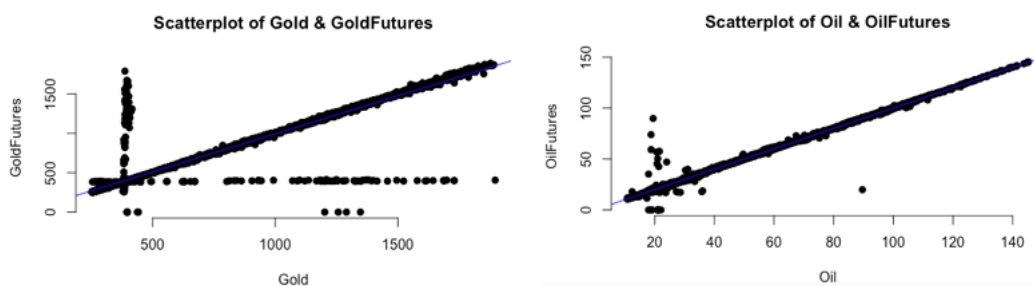 Scatterplot of Gold & GoldFutures
GoldFutures
0
500
1500
500
1000
1500
Gold
Scatterplot of Oil & OilFutures
OilFutures
0
50
100
150
20
40
60
80
100
120
140
Oil